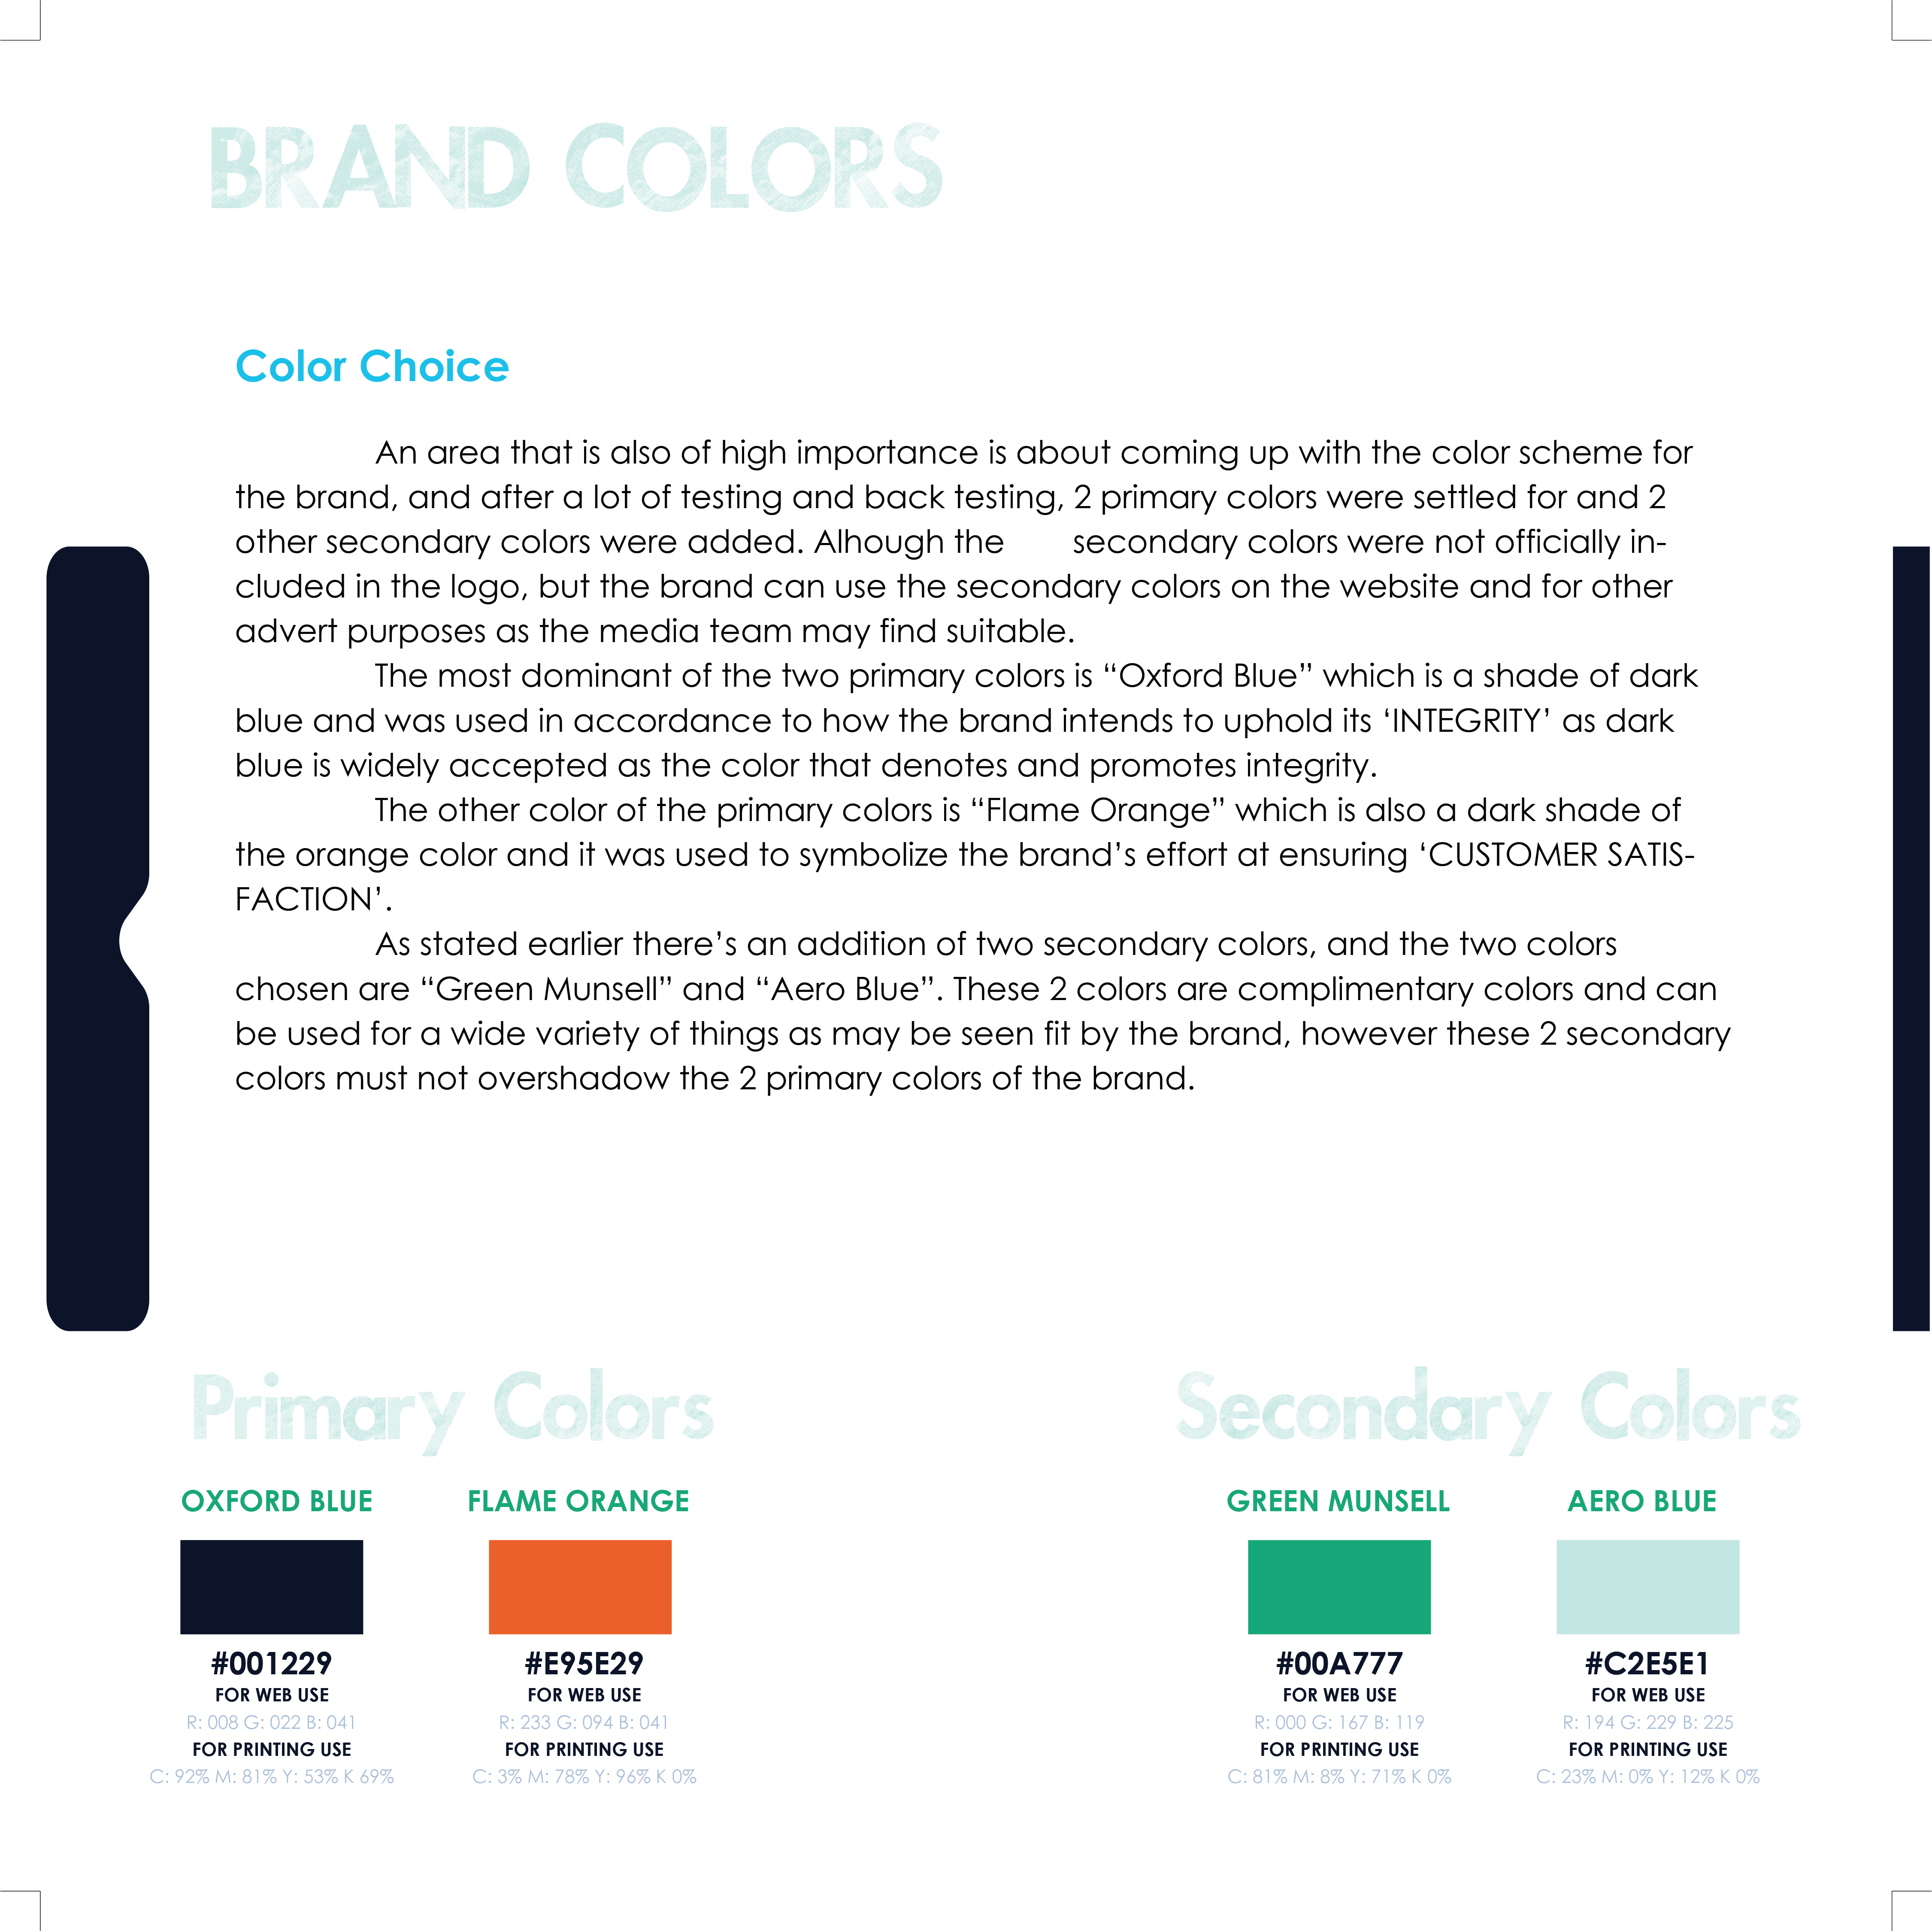 BRAND COLORS
Color Choice
An area that is also of high importance is about coming up with the color scheme for
the brand, and after a lot of testing and back testing, 2 primary colors were settled for and 2
other secondary colors were added. Alhough the secondary colors were not officially in-
cluded in the logo, but the brand can use the secondary colors on the website and for other
advert purposes as the media team may find suitable.
The most dominant of the two primary colors is “Oxford Blue” which is a shade of dark
blue and was used in accordance to how the brand intends to uphold its ‘INTEGRITY’ as dark
blue is widely accepted as the color that denotes and promotes integrity.
The other color of the primary colors is “Flame Orange” which is also a dark shade of
the orange color and it was used to symbolize the brand’s effort at ensuring ‘CUSTOMER SATIS-
FACTION’.
As stated earlier there’s an addition of two secondary colors, and the two colors
chosen are “Green Munsell” and “Aero Blue”. These 2 colors are complimentary colors and can
be used for a wide variety of things as may be seen fit by the brand, however these 2 secondary
colors must not overshadow the 2 primary colors of the brand.
Primary Colors
OXFORD BLUE
#001229
FOR WEB USE
R: 008 G: 022 B: 041
FOR PRINTING USE
C: 92% M: 81% Y: 53% K 69%
FLAME ORANGE
#E95E29
FOR WEB USE
R: 233 G: 094 B: 041
FOR PRINTING USE
C: 3% M: 78% Y: 96% K 0%
Secondary Colors
GREEN MUNSELL
#00A777
FOR WEB USE
R: 000 G: 167 B: 119
FOR PRINTING USE
C: 81% M: 8% Y: 71% K 0%
AERO BLUE
#C2E5E1
FOR WEB USE
R: 194 G: 229 B: 225
FOR PRINTING USE
C: 23% M: 0% Y: 12% K 0%